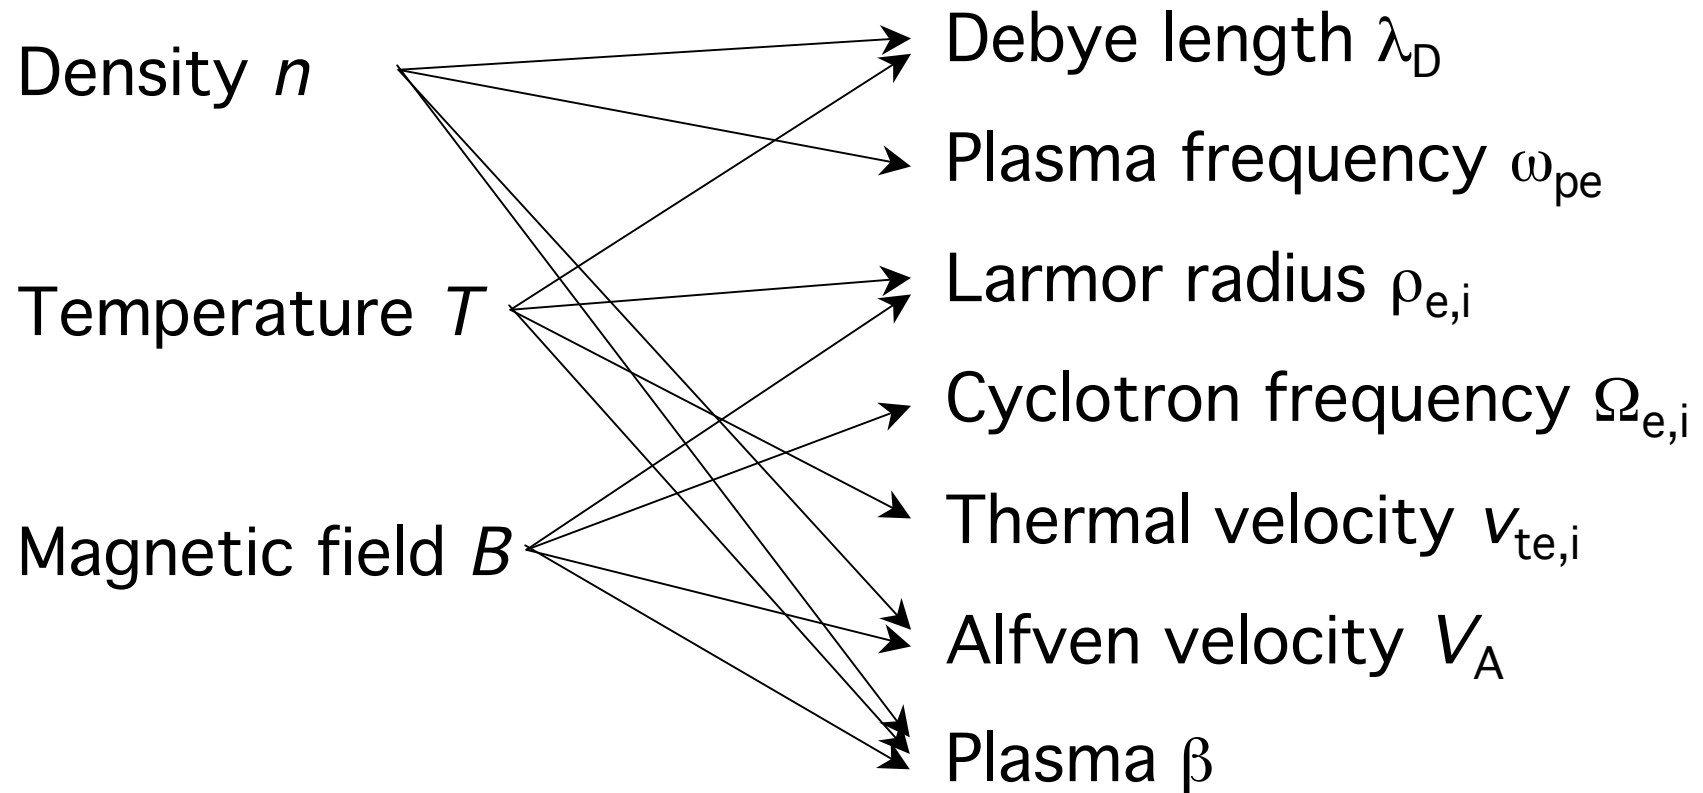 Density n
Temperature T
Magnetic field B
Debye length λD
Plasma frequency ωpe
Larmor radius ρe,i
Cyclotron frequency Ωe,i
Thermal velocity vte,i
Alfven velocity VA
Plasma β